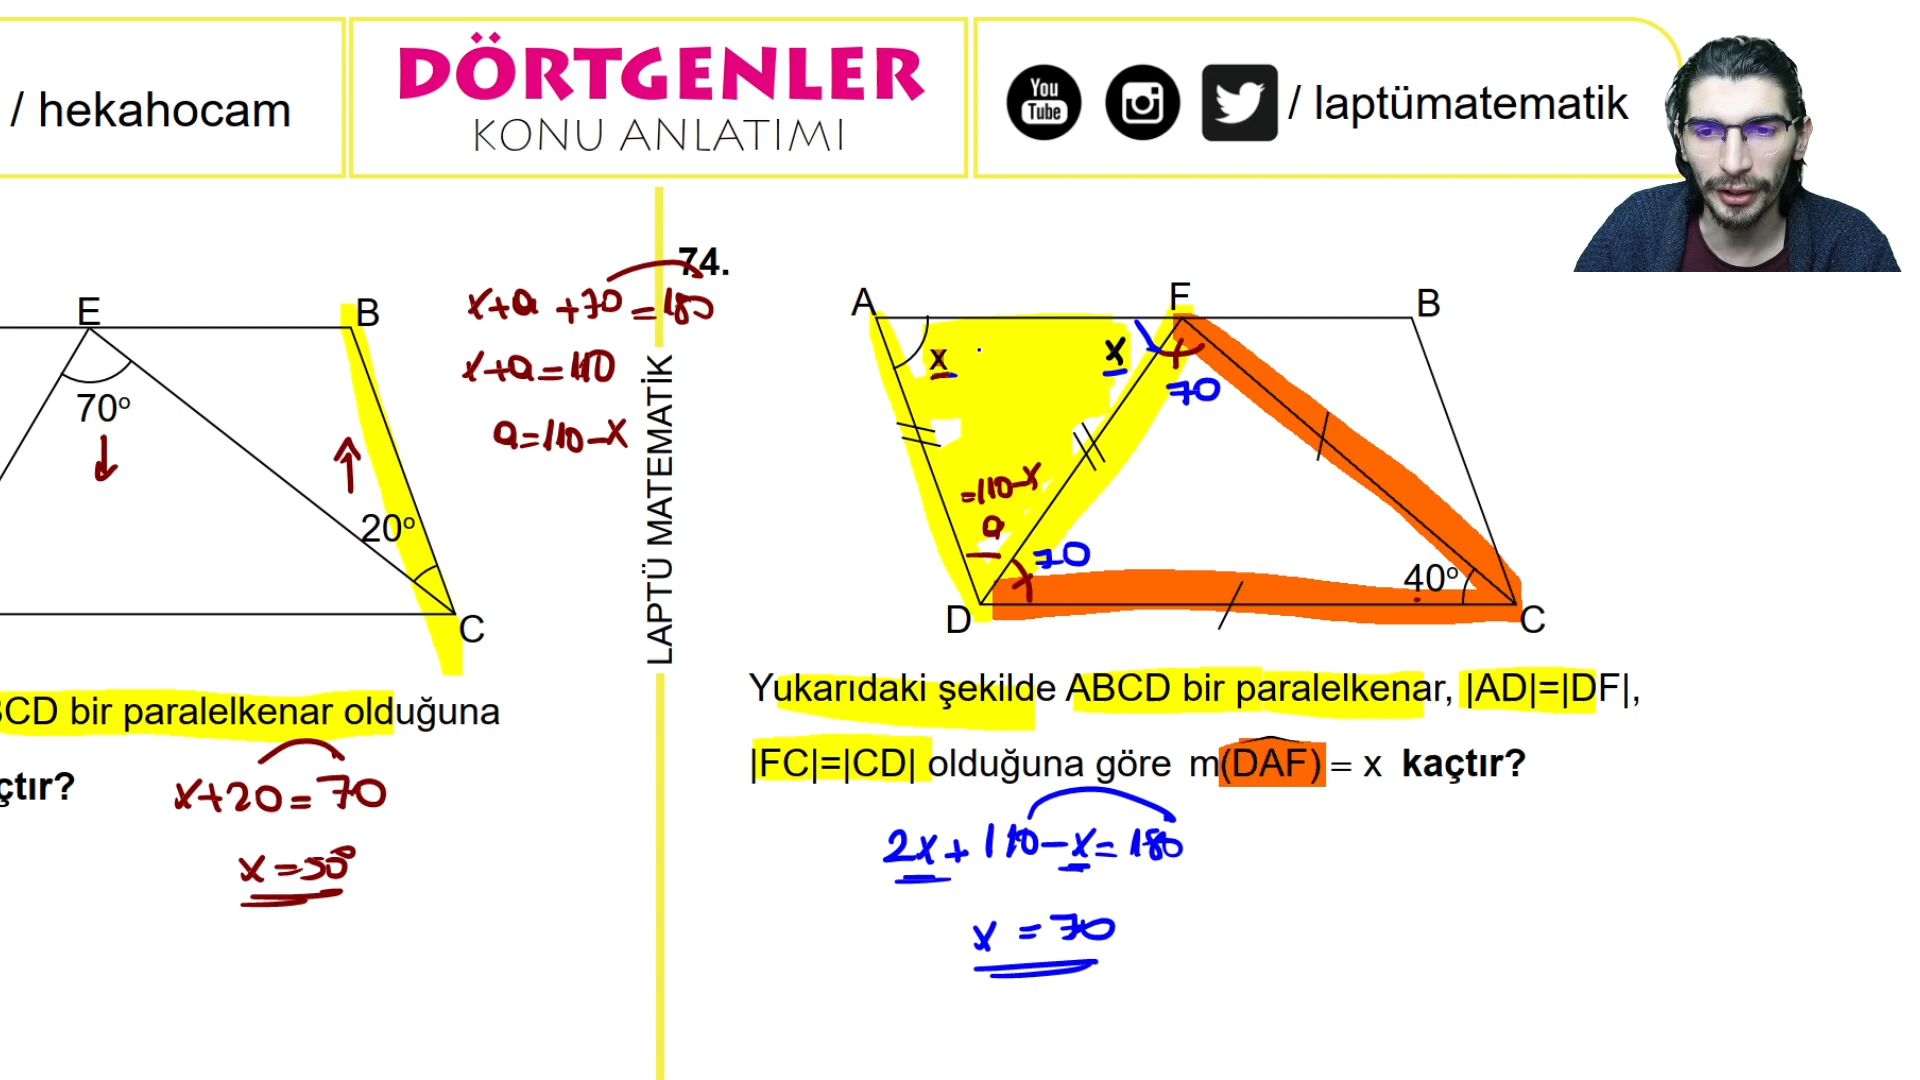 / hekahocam
DÖRTGENLER
KONU ANLATIMI
You
Tube
/ laptümatematik
E
B
70°
20°
C
BCD bir paralelkenar olduğuna
çtır?
x+20=70
x=50°
x+a+70=180
x+a=110
a=110-x
LAPTÜ MATEMATİK
74.
A
F
B
x
x
70
=110-x
a
70
40°
D
C
Yukarıdaki şekilde ABCD bir paralelkenar, |AD|=|DF|,
|FC|=|CD| olduğuna göre m(DAF) = x kaçtır?
2x+110-x=180
x=70